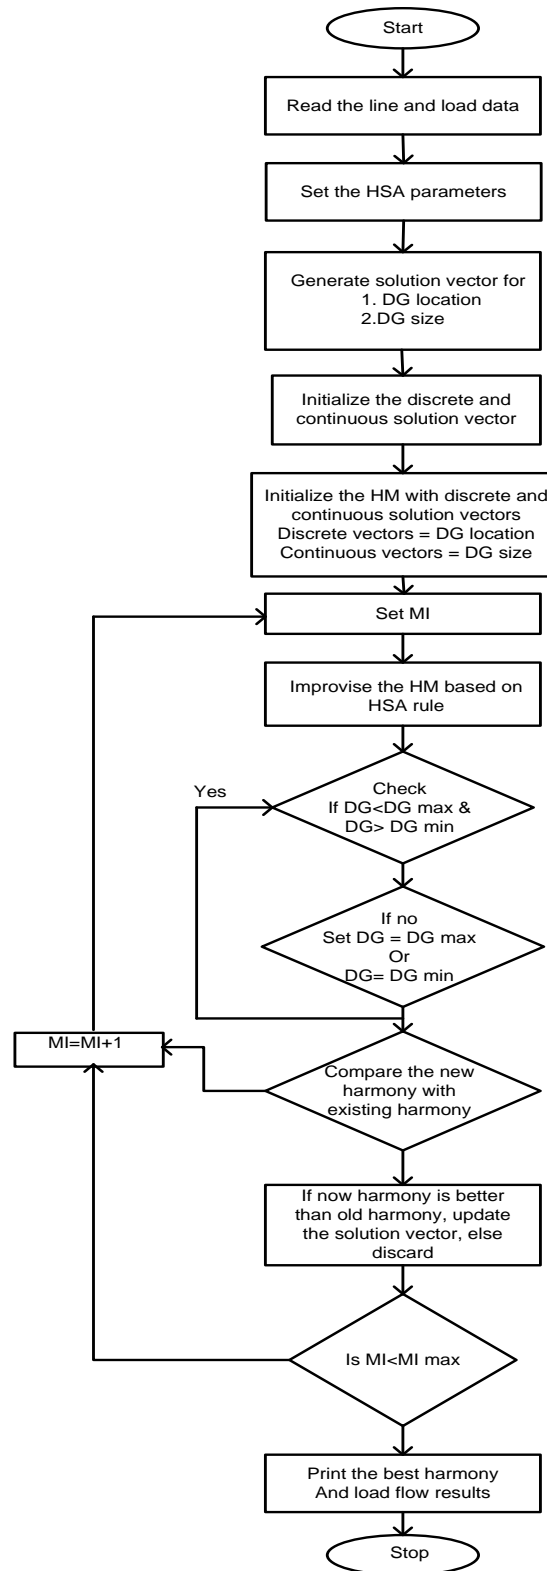 Start
Read the line and load data
Set the HSA parameters
Generate solution vector for
1. DG location
2.DG size
Initialize the discrete and
continuous solution vector
Initialize the HM with discrete and
continuous solution vectors
Discrete vectors = DG location
Continuous vectors = DG size
Set MI
Improvise the HM based on
HSA rule
Yes
Check
If DG<DG max &
DG> DG min
If no
Set DG = DG max
Or
DG= DG min
MI=MI+1
Compare the new
harmony with
existing harmony
If now harmony is better
than old harmony, update
the solution vector, else
discard
Is MI<MI max
Print the best harmony
And load flow results
Stop